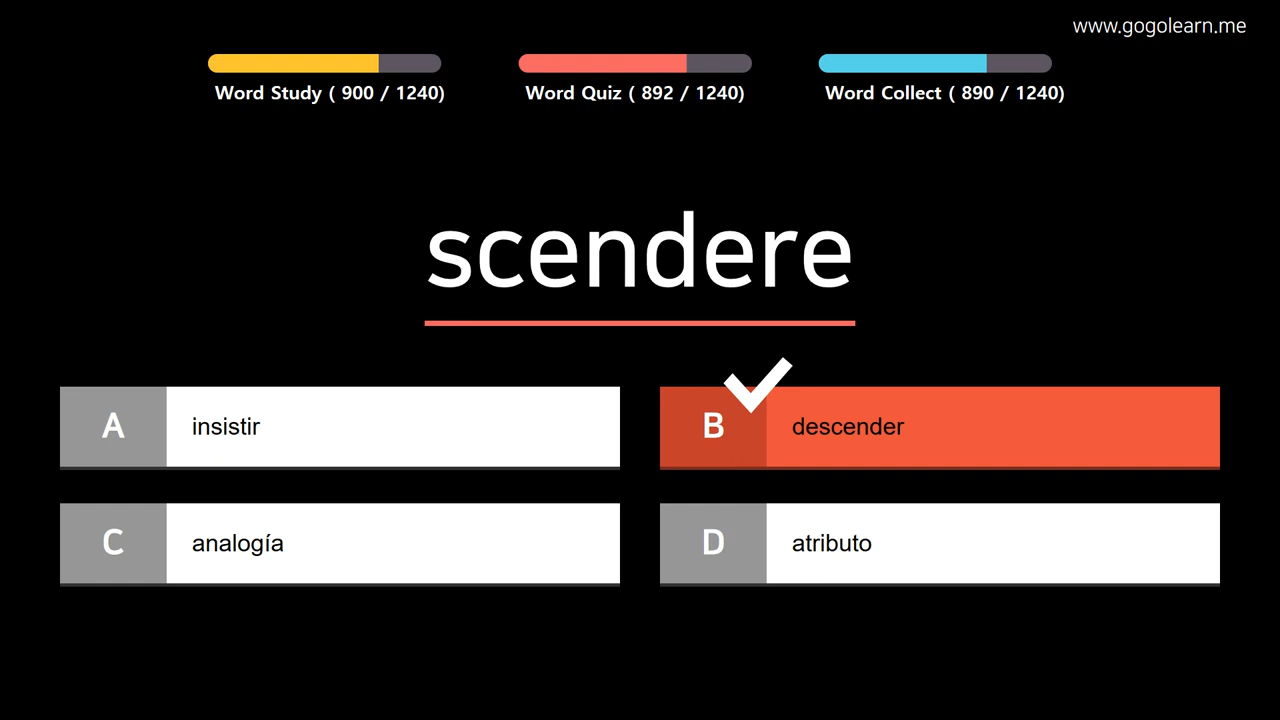 www.gogolearn.me
Word Study ( 900 / 1240)
Word Quiz ( 892 / 1240)
Word Collect ( 890 / 1240)
scendere
A insistir
B descender
C analogía
D atributo